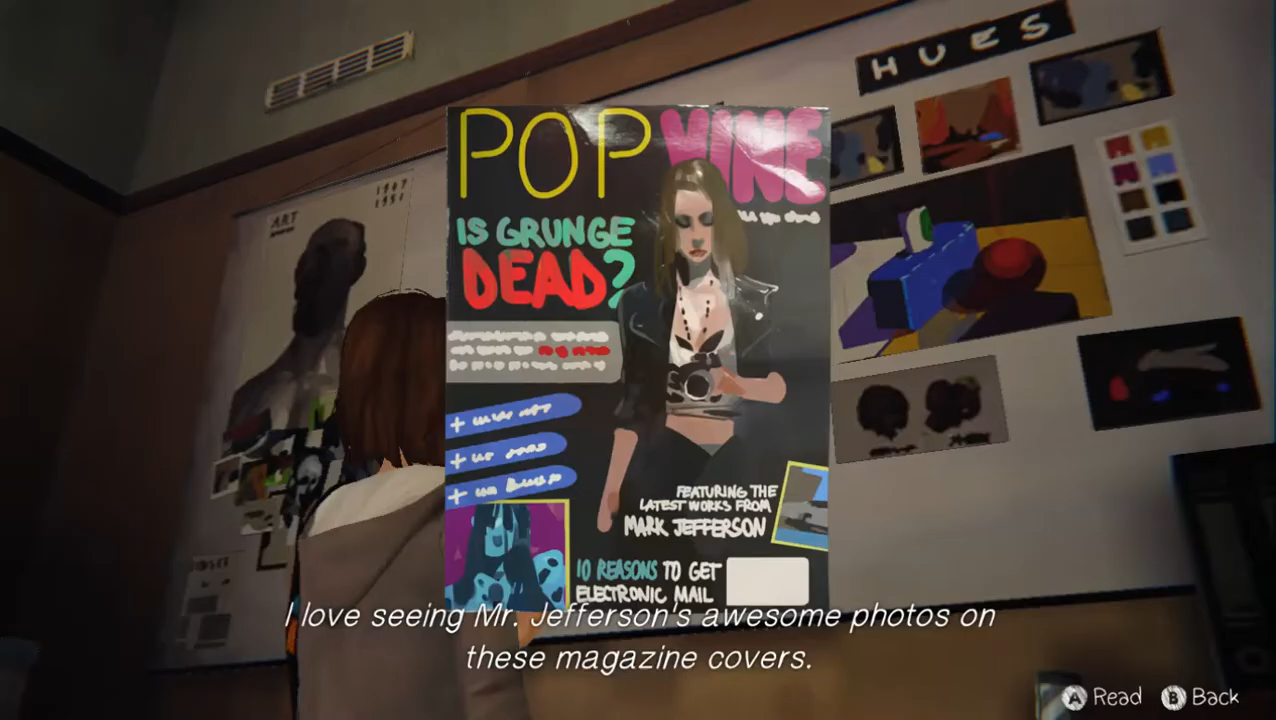 HUES
ART
POP VINE
IS GRUNGE
DEAD?
FEATURING THE
LATEST WORKS FROM
MARK JEFFERSON
10 REASONS TO GET
ELECTRONIC MAIL
I love seeing Mr. Jefferson's awesome photos on
these magazine covers.
A Read B Back